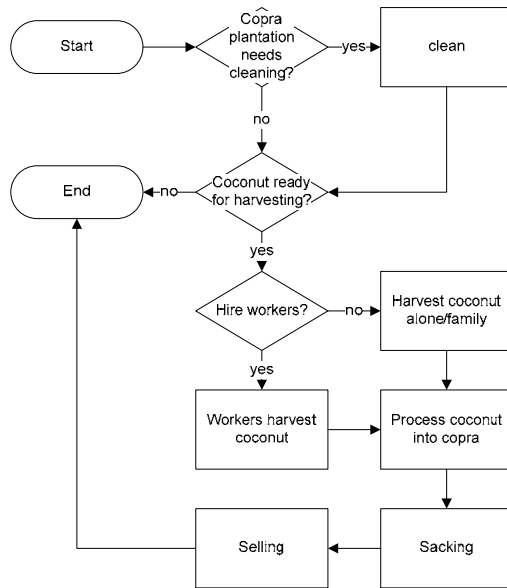 Start
Copra
plantation
needs
cleaning?
yes
clean
no
End
no
Coconut ready
for harvesting?
yes
Hire workers?
no
Harvest coconut
alone/family
yes
Workers harvest
coconut
Process coconut
into copra
Selling
Sacking